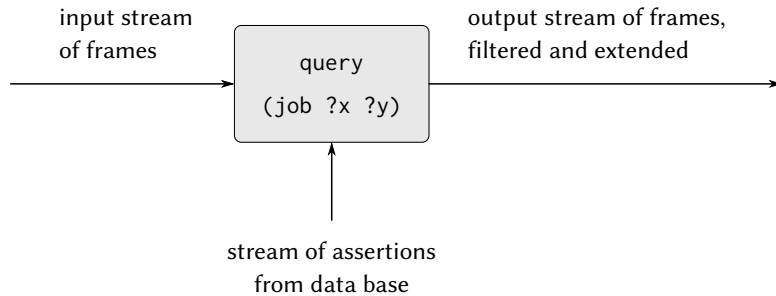 input stream
of frames
output stream of frames,
filtered and extended
query
(job ?x ?y)
stream of assertions
from data base